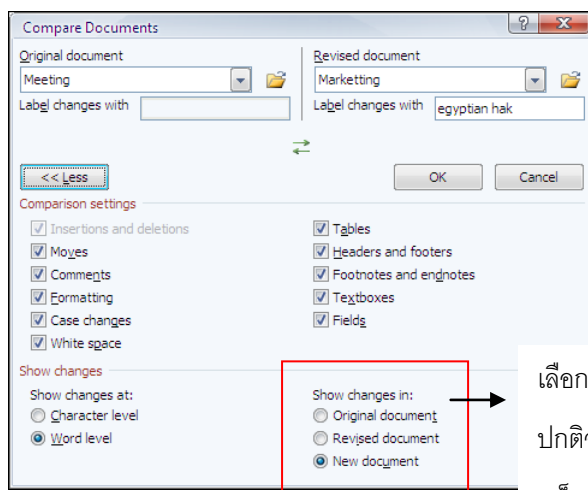 Compare Documents
Original document
Revised document
Meeting
Marketting
Label changes with
Label changes with egyptian hak
<< Less
OK
Cancel
Comparison settings
Insertions and deletions
Tables
Moves
Headers and footers
Comments
Footnotes and endnotes
Formatting
Textboxes
Case changes
Fields
White space
Show changes
Show changes at:
Show changes in:
Character level
Original document
Word level
Revised document
New document
เลือก